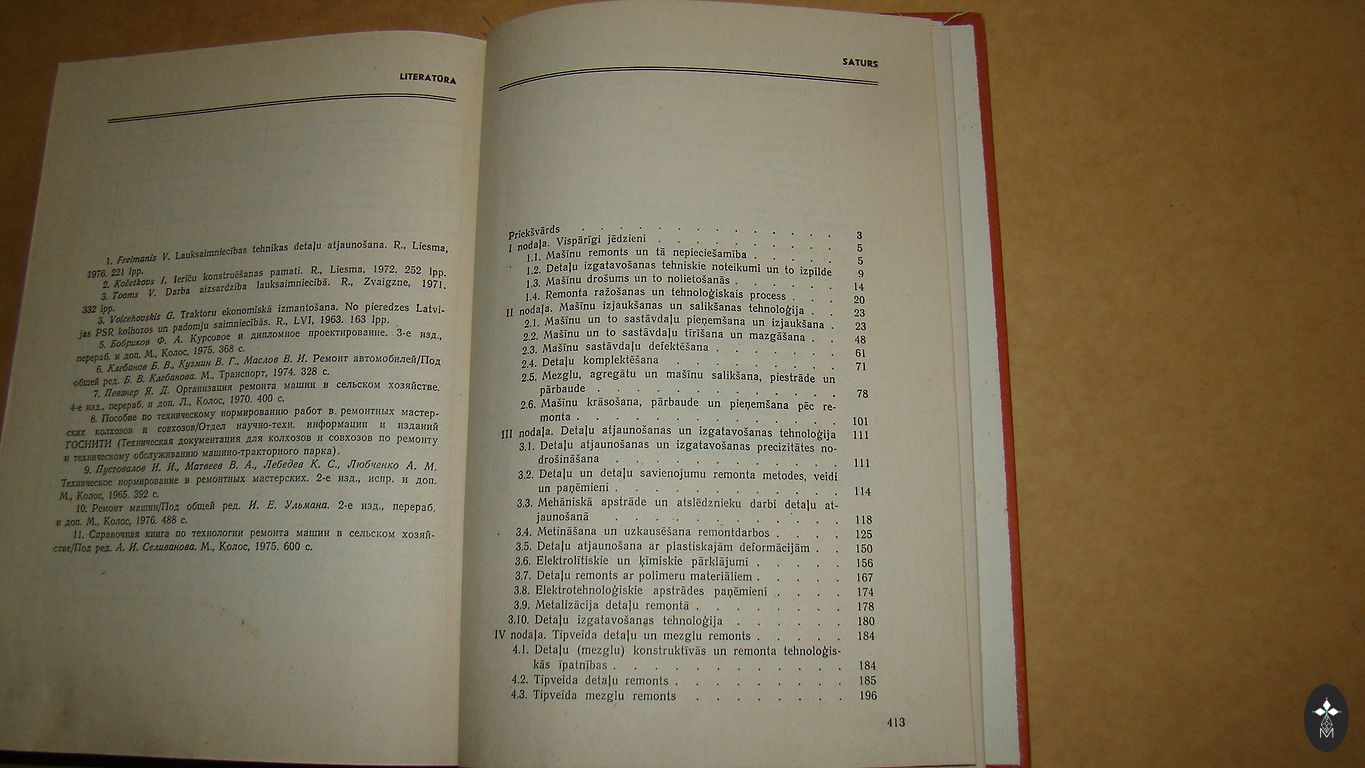 LITERATŪRA
1. Freimanis V. Lauksaimniecības tehnikas detaļu atjaunošana. R., Liesma,
1976. 221 lpp.
2. Kočetkovs I. Ierīču konstruēšanas pamati. R., Liesma, 1972. 252 lpp.
3. Tooms V. Darba aizsardzība lauksaimniecībā. R., Zvaigzne, 1971.
332 lpp.
3. Voicehovskis G. Traktoru ekonomiskā izmantošana. No pieredzes Latvi-
jas PSR kolhozos un padomju saimniecībās. R., LVI, 1963. 163 lpp.
5. Бобриков Ф. А. Курсовое и дипломное проектирование. 3-е изд.,
перераб. и доп. М., Колос, 1975. 368 с.
6. Клебанов Б. В., Кузмин В. Г., Маслов В. И. Ремонт автомобилей/Под
общей ред. Б. В. Клебанова. М., Транспорт, 1974. 328 с.
7. Певзнер Я. Д. Организация ремонта машин в сельском хозяйстве.
4-е изд., перераб. и доп. Л., Колос, 1970. 400 с.
8. Пособие по техническому нормированию работ в ремонтных мастер-
ских колхозов и совхозов/Отдел научно-техн. информации и изданий
ГОСНИТИ (Техническая документация для колхозов и совхозов по ремонту
и техническому обслуживанию машино-тракторного парка).
9. Пустовалов И. И., Матвеев В. А., Лебедев К. С., Любченко А. М.
Техническое нормирование в ремонтных мастерских. 2-е изд., испр. и доп.
М., Колос, 1965. 392 с.
10. Ремонт машин/Под общей ред. И. Е. Ульмана. 2-е изд., перераб.
и доп. М., Колос, 1976. 488 с.
11. Справочная книга по технологии ремонта машин в сельском хозяй-
стве/Под ред. А. И. Селиванова. М., Колос, 1975. 600 с.
SATURS
Priekšvārds . . . . . . . . . . . . 3
I nodaļa. Vispārīgi jēdzieni . . . . . . . . 5
1.1. Mašīnu remonts un tā nepieciešamība . . . . . 5
1.2. Detaļu izgatavošanas tehniskie noteikumi un to izpilde 9
1.3. Mašīnu drošums un to nolietošanās . . . . . 14
1.4. Remonta ražošanas un tehnoloģiskais process . . . 20
II nodaļa. Mašīnu izjaukšanas un salikšanas tehnoloģija . . 23
2.1. Mašīnu un to sastāvdaļu pieņemšana un izjaukšana . 23
2.2. Mašīnu un to sastāvdaļu tīrīšana un mazgāšana . . 48
2.3. Mašīnu sastāvdaļu defektēšana . . . . . . 61
2.4. Detaļu komplektēšana . . . . . . . . 71
2.5. Mezglu, agregātu un mašīnu salikšana, piestrāde un
pārbaude . . . . . . . . . . . 78
2.6. Mašīnu krāsošana, pārbaude un pieņemšana pēc re-
monta . . . . . . . . . . . . 101
III nodaļa. Detaļu atjaunošanas un izgatavošanas tehnoloģija 111
3.1. Detaļu atjaunošanas un izgatavošanas precizitātes no-
drošināšana . . . . . . . . . . 111
3.2. Detaļu un detaļu savienojumu remonta metodes, veidi
un paņēmieni . . . . . . . . . . 114
3.3. Mehāniskā apstrāde un atslēdznieku darbi detaļu at-
jaunošanā . . . . . . . . . . . 118
3.4. Metināšanas un uzkausēšanas remontdarbos . . . . 125
3.5. Detaļu atjaunošana ar plastiskajām deformācijām . . 150
3.6. Elektrolītiskie un ķīmiskie pārklājumi . . . . . 156
3.7. Detaļu remonts ar polimeru materiāliem . . . . . 167
3.8. Elektrotehnoloģiskie apstrādes paņēmieni . . . . 174
3.9. Metalizācija detaļu remontā . . . . . . . 178
3.10. Detaļu izgatavošanas tehnoloģija . . . . . . 180
IV nodaļa. Tipveida detaļu un mezglu remonts . . . . . 184
4.1. Detaļu (mezglu) konstruktīvās un remonta tehnoloģis-
kās īpatnības . . . . . . . . . . 184
4.2. Tipveida detaļu remonts . . . . . . . . 185
4.3. Tipveida mezglu remonts . . . . . . . 196
413
M